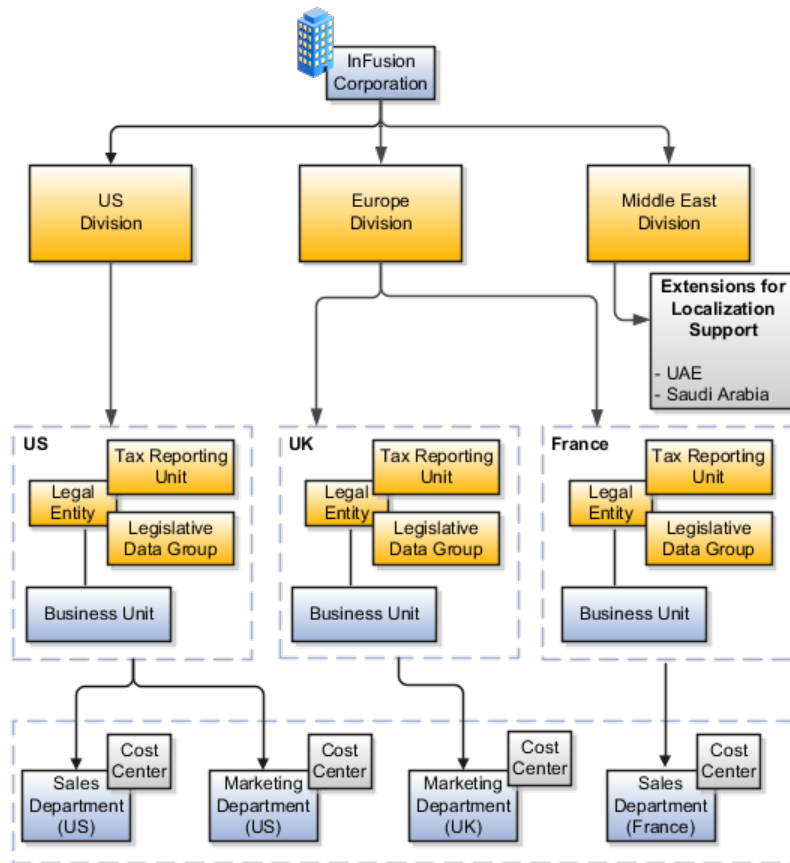 InFusion
Corporation
US
Division
Europe
Division
Middle East
Division
Extensions for
Localization
Support
- UAE
- Saudi Arabia
US
Tax Reporting
Unit
Legal
Entity
Legislative
Data Group
Business Unit
UK
Tax Reporting
Unit
Legal
Entity
Legislative
Data Group
Business Unit
France
Tax Reporting
Unit
Legal
Entity
Legislative
Data Group
Business Unit
Cost
Center
Sales
Department
(US)
Cost
Center
Marketing
Department
(US)
Cost
Center
Marketing
Department
(UK)
Cost
Center
Sales
Department
(France)